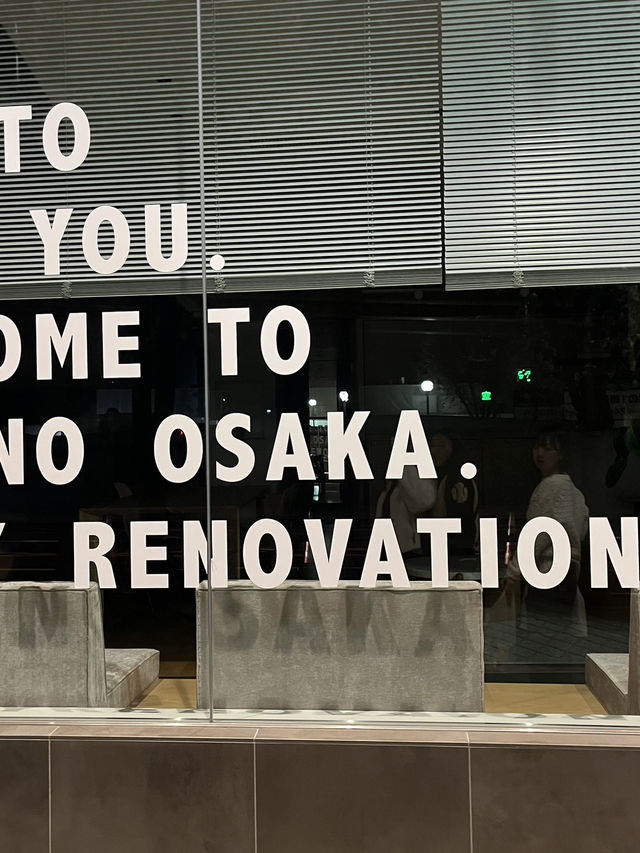 TO
YOU.
OME TO
NO OSAKA.
Y RENOVATION